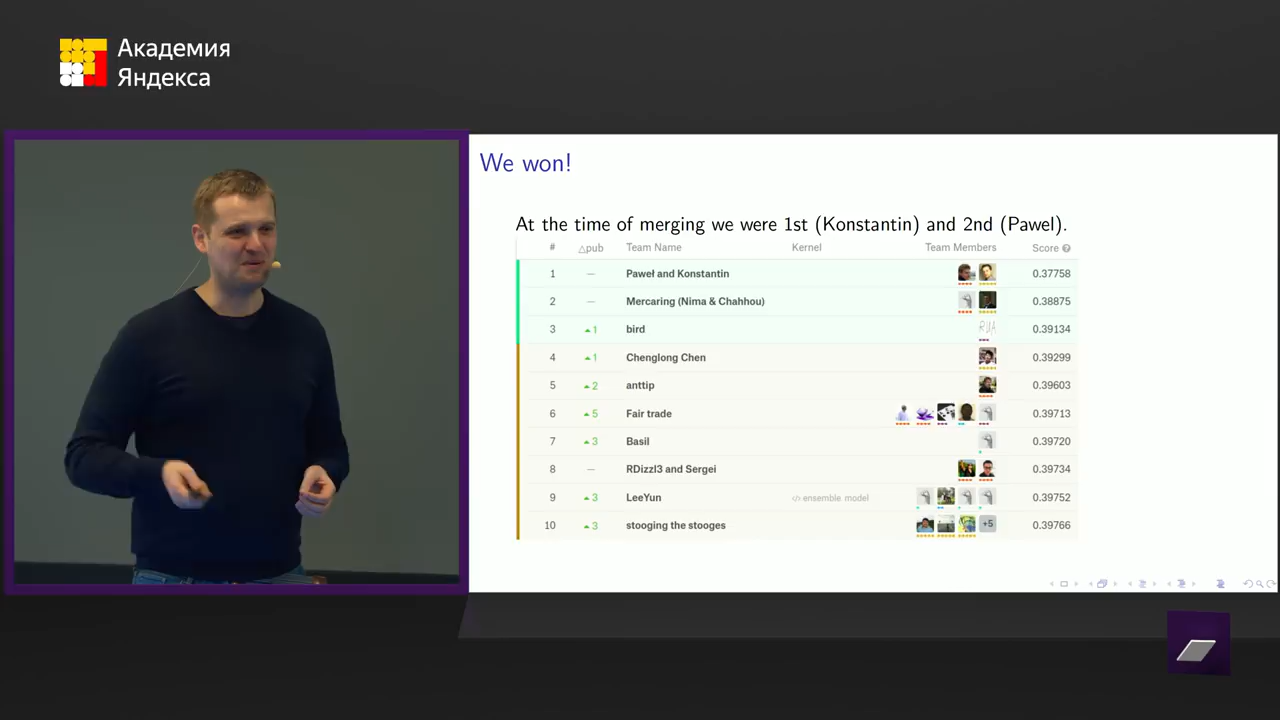 Академия
Яндекса
We won!
At the time of merging we were 1st (Konstantin) and 2nd (Pawel).
# △pub Team Name Kernel Team Members Score
1 — Paweł and Konstantin 0.37758
2 — Mercaring (Nima & Chahhou) 0.38875
3 ▲1 bird RUA 0.39134
4 ▲1 Chenglong Chen 0.39299
5 ▲2 anttip 0.39603
6 ▲5 Fair trade 0.39713
7 ▲3 Basil 0.39720
8 — RDizzl3 and Sergei 0.39734
9 ▲3 LeeYun </> ensemble model 0.39752
10 ▲3 stooging the stooges +5 0.39766